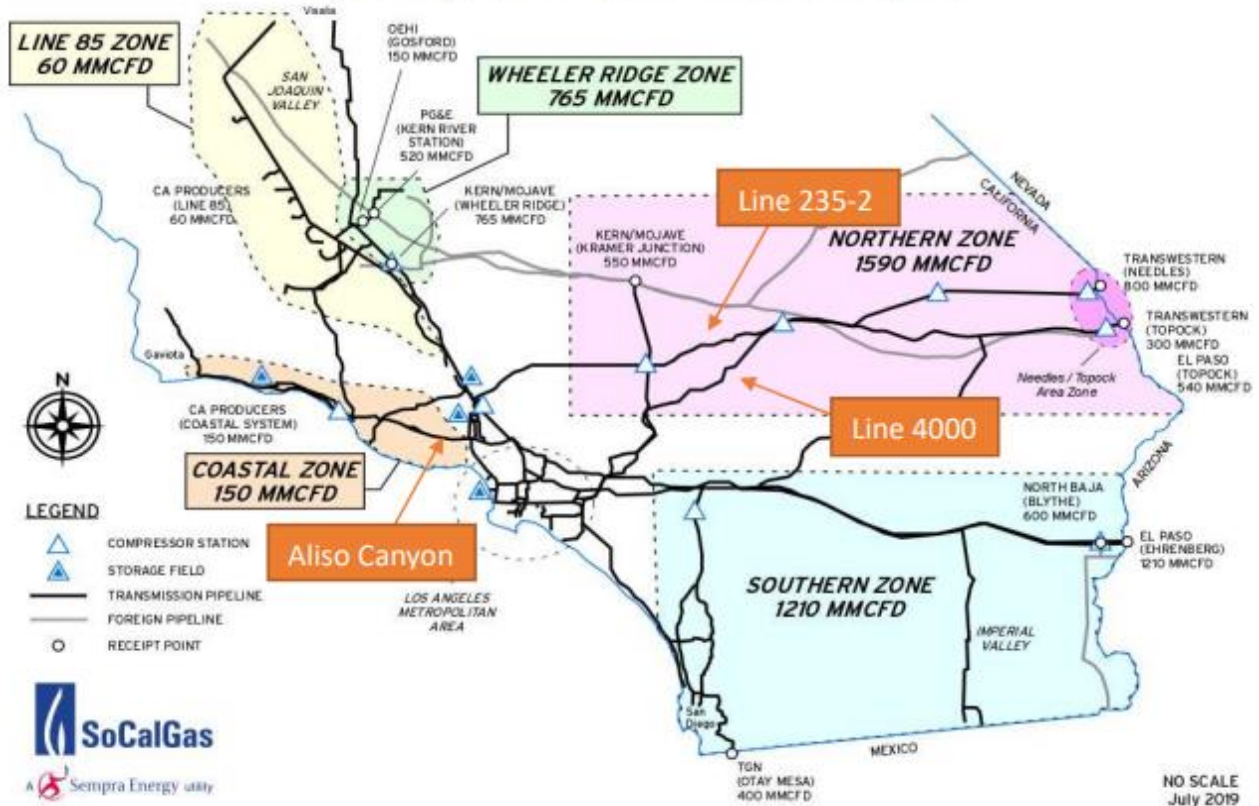 Visalia
LINE 85 ZONE
60 MMCFD
SAN
JOAQUIN
VALLEY
OEHI
(GOSFORD)
150 MMCFD
WHEELER RIDGE ZONE
765 MMCFD
PG&E
(KERN RIVER
STATION)
520 MMCFD
CA PRODUCERS
(LINE 85)
60 MMCFD
KERN/MOJAVE
(WHEELER RIDGE)
765 MMCFD
Line 235-2
NEVADA
CALIFORNIA
KERN/MOJAVE
(KRAMER JUNCTION)
550 MMCFD
NORTHERN ZONE
1590 MMCFD
TRANSWESTERN
(NEEDLES)
800 MMCFD
TRANSWESTERN
(TOPOCK)
300 MMCFD
EL PASO
(TOPOCK)
540 MMCFD
Needles / Topock
Area Zone
Gaviota
N
CA PRODUCERS
(COASTAL SYSTEM)
150 MMCFD
Line 4000
COASTAL ZONE
150 MMCFD
ARIZONA
LEGEND
COMPRESSOR STATION
STORAGE FIELD
TRANSMISSION PIPELINE
FOREIGN PIPELINE
RECEIPT POINT
Aliso Canyon
LOS ANGELES
METROPOLITAN
AREA
NORTH BAJA
(BLYTHE)
600 MMCFD
EL PASO
(EHRENBERG)
1210 MMCFD
SOUTHERN ZONE
1210 MMCFD
IMPERIAL
VALLEY
San
Diego
MEXICO
TGN
(OTAY MESA)
400 MMCFD
SoCalGas
A Sempra Energy utility
NO SCALE
July 2019